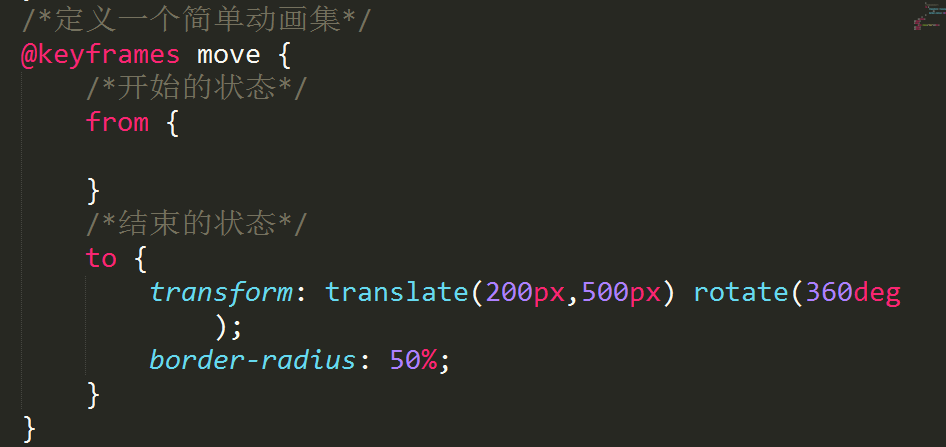 /*定义一个简单动画集*/
@keyframes move {
/*开始的状态*/
from {
}
/*结束的状态*/
to {
transform: translate(200px,500px) rotate(360deg
);
border-radius: 50%;
}
}